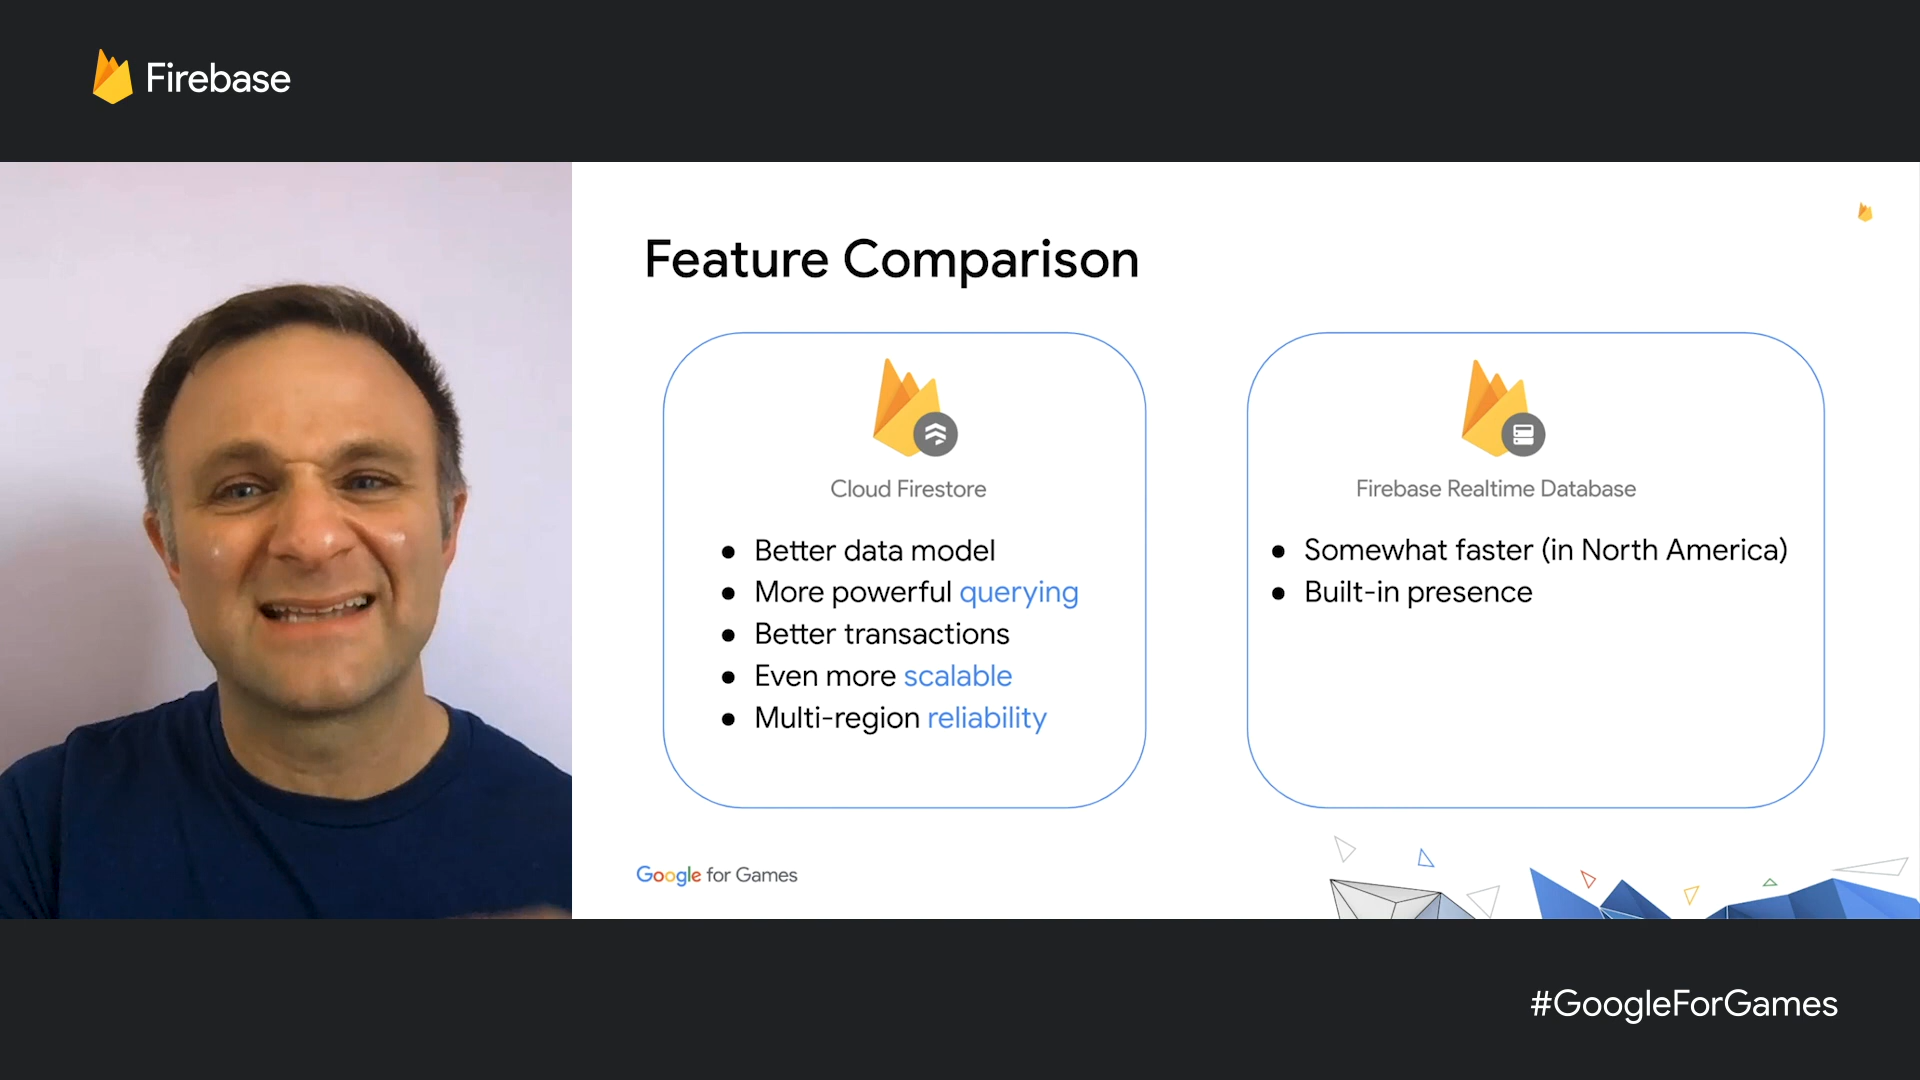 Firebase
Feature Comparison
Cloud Firestore
● Better data model
● More powerful querying
● Better transactions
● Even more scalable
● Multi-region reliability
Firebase Realtime Database
● Somewhat faster (in North America)
● Built-in presence
Google for Games
#GoogleForGames